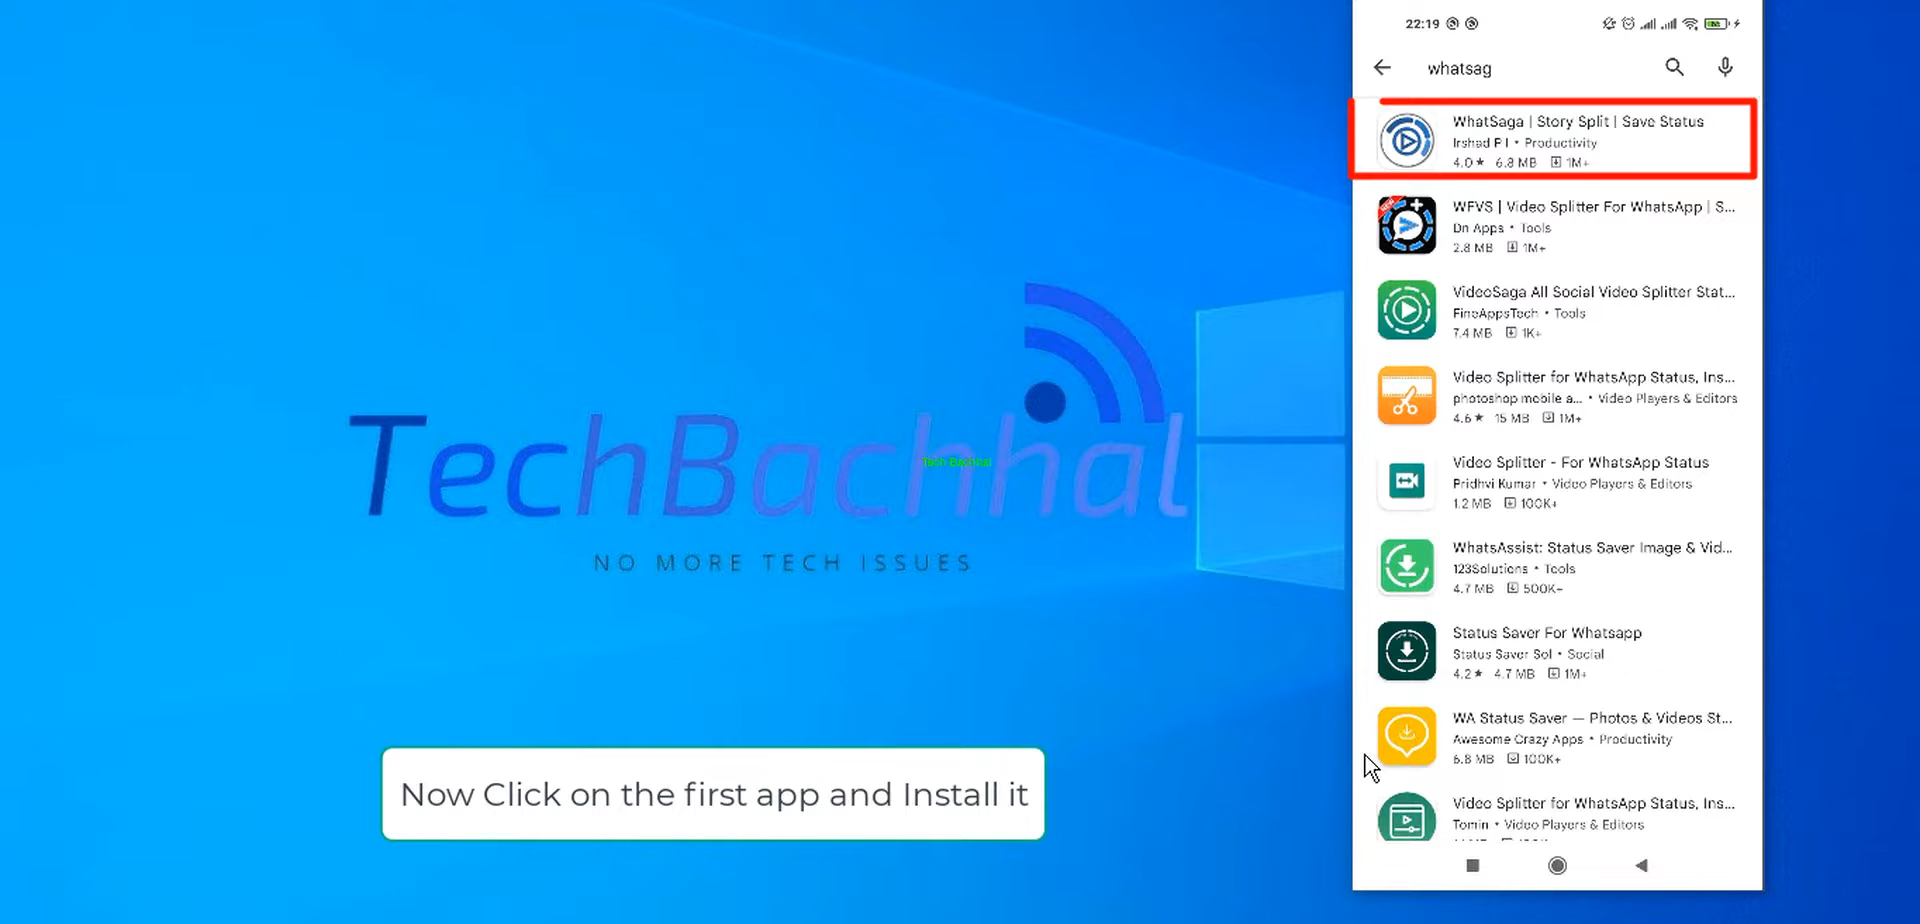 22:19
whatsag
WhatSaga | Story Split | Save Status
Irshad P I • Productivity
4.0★ 6.8 MB 1M+
WFVS | Video Splitter For WhatsApp | S...
Dn Apps • Tools
2.8 MB 1M+
VideoSaga All Social Video Splitter Stat...
FineAppsTech • Tools
7.4 MB 1K+
Video Splitter for WhatsApp Status, Ins...
photoshop mobile a... • Video Players & Editors
4.6★ 15 MB 1M+
Video Splitter - For WhatsApp Status
Pridhvi Kumar • Video Players & Editors
1.2 MB 100K+
WhatsAssist: Status Saver Image & Vid...
123Solutions • Tools
4.7 MB 500K+
Status Saver For Whatsapp
Status Saver Sol • Social
4.2★ 4.7 MB 1M+
WA Status Saver — Photos & Videos St...
Awesome Crazy Apps • Productivity
6.8 MB 100K+
Video Splitter for WhatsApp Status, Ins...
Tomin • Video Players & Editors
TechBachhal
Tech Bachhal
NO MORE TECH ISSUES
Now Click on the first app and Install it